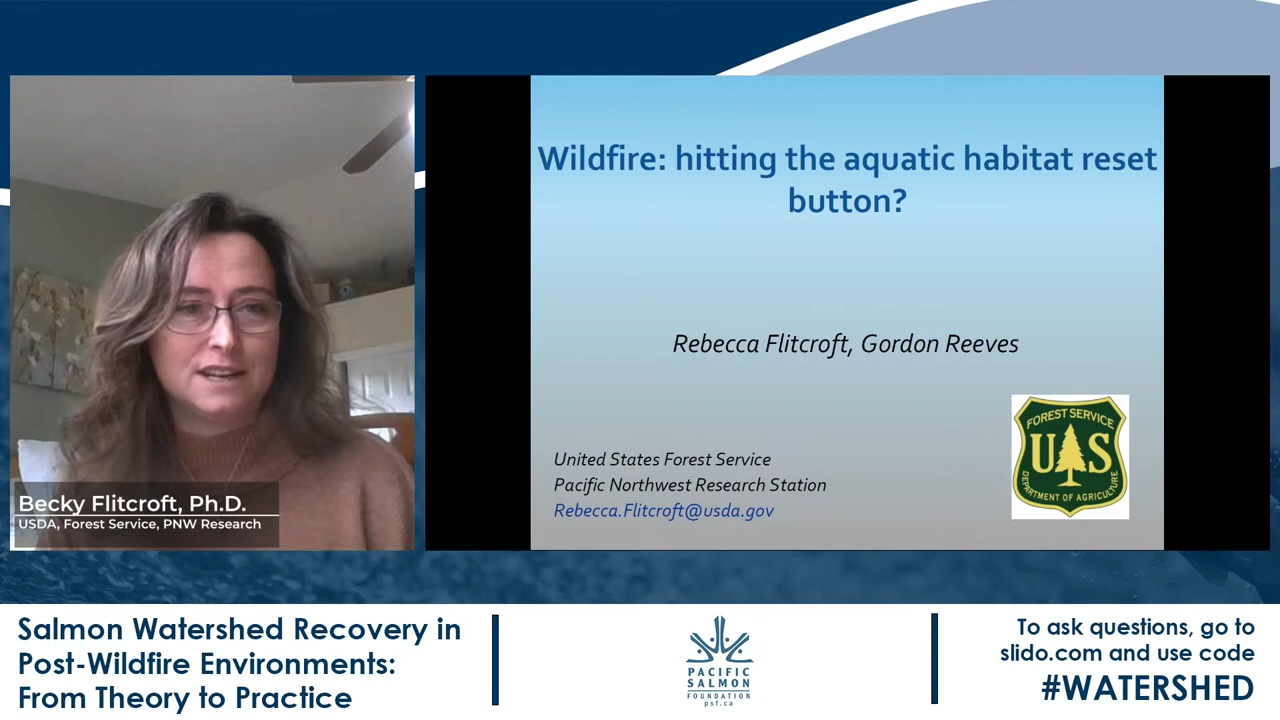 Wildfire: hitting the aquatic habitat reset
button?
Rebecca Flitcroft, Gordon Reeves
United States Forest Service
Pacific Northwest Research Station
Rebecca.Flitcroft@usda.gov
FOREST SERVICE
U S
DEPARTMENT OF AGRICULTURE
Becky Flitcroft, Ph.D.
USDA, Forest Service, PNW Research
Salmon Watershed Recovery in
Post-Wildfire Environments:
From Theory to Practice
PACIFIC
SALMON
FOUNDATION
psf.ca
To ask questions, go to
slido.com and use code
#WATERSHED